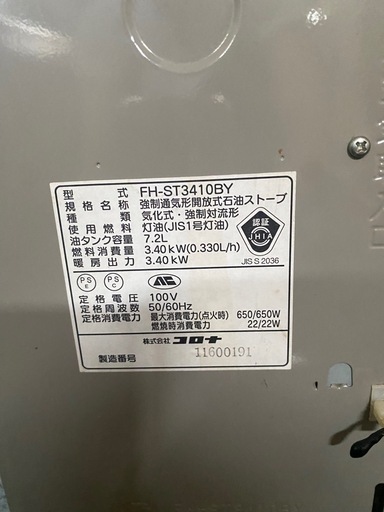 型式 FH-ST3410BY
規格名称 強制通気形開放式石油ストーブ
種類 気化式・強制対流形
使用燃料 灯油(JIS1号灯油)
油タンク容量 7.2L
燃料消費量 3.40kW(0.330L/h)
暖房出力 3.40kW
認証
JHIA
JIS S 2036
PS E
PS C
定格電圧 100V
定格周波数 50/60Hz
定格消費電力 最大消費電力(点火時) 650/650W
燃焼時消費電力 22/22W
株式会社 コロナ
製造番号 11600191